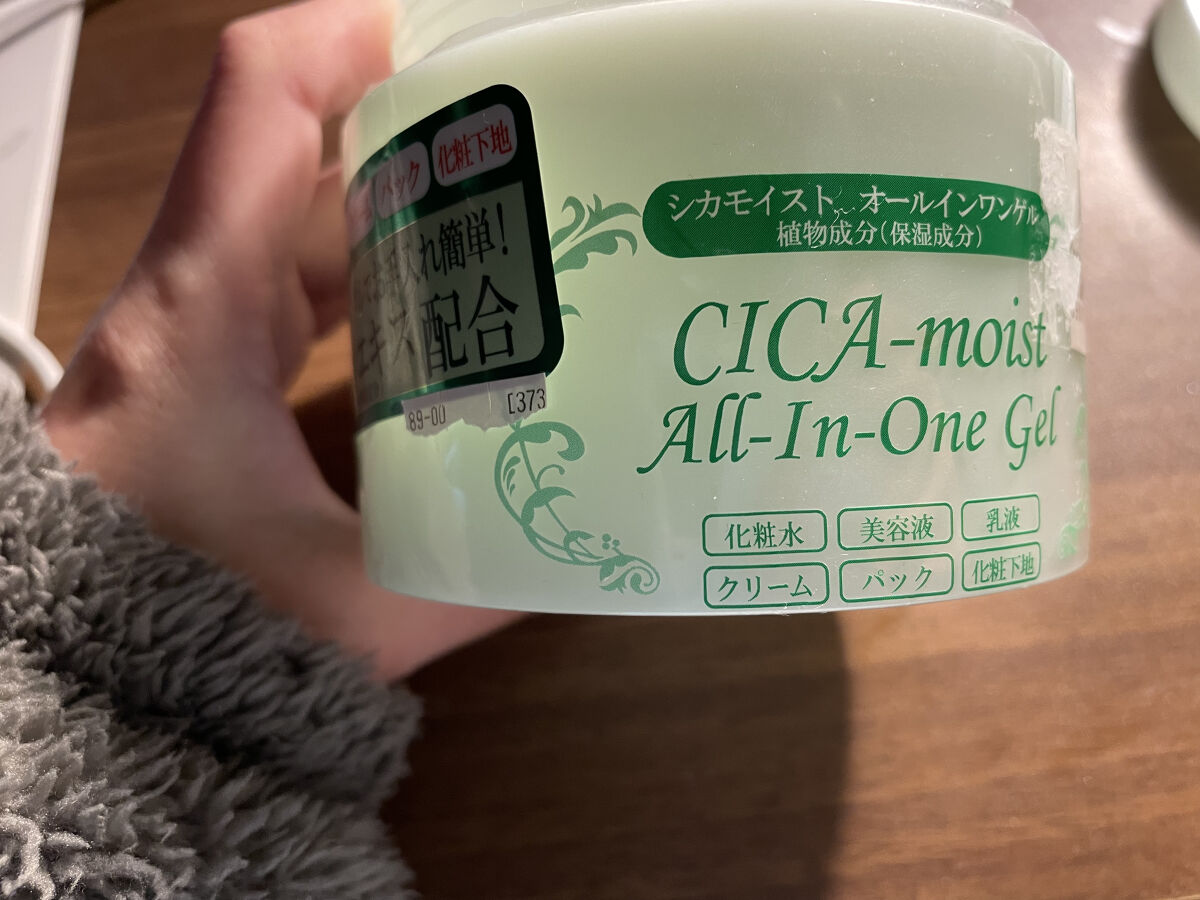 パック 化粧下地
れ簡単!
エキス配合
89-00 [373
シカモイスト オールインワンゲル
植物成分(保湿成分)
CICA-moist
All-In-One Gel
化粧水 美容液 乳液
クリーム パック 化粧下地